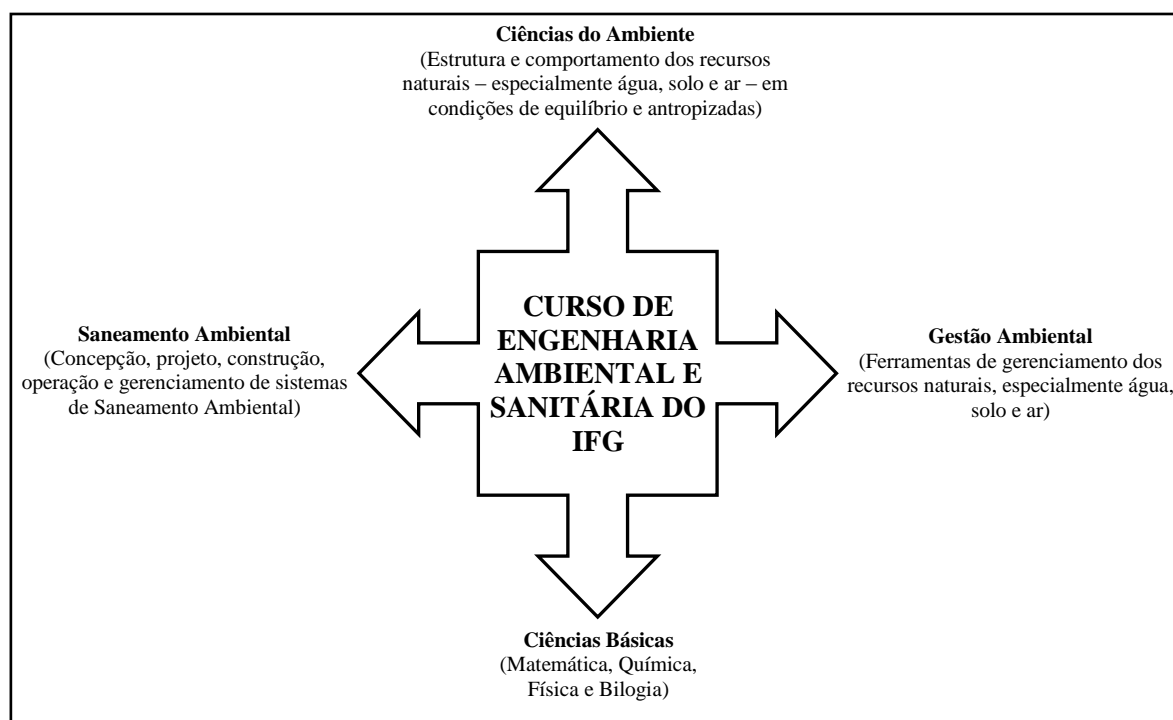 Ciências do Ambiente
(Estrutura e comportamento dos recursos
naturais – especialmente água, solo e ar – em
condições de equilíbrio e antropizadas)
Saneamento Ambiental
(Concepção, projeto, construção,
operação e gerenciamento de sistemas
de Saneamento Ambiental)
CURSO DE
ENGENHARIA
AMBIENTAL E
SANITÁRIA DO
IFG
Gestão Ambiental
(Ferramentas de gerenciamento dos
recursos naturais, especialmente água,
solo e ar)
Ciências Básicas
(Matemática, Química,
Física e Bilogia)